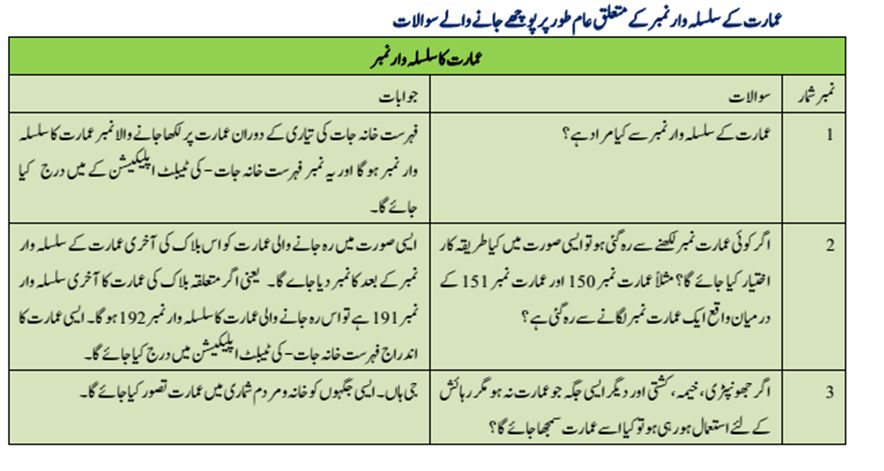 عمارت کے سلسلہ وار نمبر کے متعلق عام طور پر پوچھے جانے والے سوالات
عمارت کا سلسلہ وار نمبر
نمبر شمار
سوالات
جوابات
1
عمارت کے سلسلہ وار نمبر سے کیا مراد ہے؟
فہرست خانہ جات کی تیاری کے دوران عمارت پر لکھا جانے والا نمبر عمارت کا سلسلہ
وار نمبر ہو گا اور یہ نمبر فہرست خانہ جات-کی ٹیبلٹ اپلیکیشن کے میں درج کیا
جائے گا۔
2
اگر کوئی عمارت نمبر لکھنے سے رہ گئی ہو تو ایسی صورت میں کیا طریقہ کار
اختیار کیا جائے گا؟ مثلاً عمارت نمبر 150 اور عمارت نمبر 151 کے
درمیان واقع ایک عمارت نمبر لگانے سے رہ گئی ہے؟
ایسی صورت میں رہ جانے والی عمارت کو اس بلاک کی آخری عمارت کے سلسلہ وار
نمبر کے بعد کا نمبر دیا جاے گا۔ یعنی اگر متعلقہ بلاک کی عمارت کا آخری سلسلہ وار
نمبر 191 ہے تو اس رہ جانے والی عمارت کا سلسلہ وار نمبر 192 ہو گا۔ ایسی عمارت کا
اندراج فہرست خانہ جات-کی ٹیبلٹ اپلیکیشن میں درج کیا جائے گا۔
3
اگر جھونپڑی، خیمہ، کشتی اور دیگر ایسی جگہ جو عمارت نہ ہو مگر رہائش
کے لئے استعمال ہو رہی ہو تو کیا اسے عمارت سمجھا جائے گا؟
جی ہاں۔ ایسی جگہوں کو خانہ و مردم شماری میں عمارت تصور کیا جائے گا۔